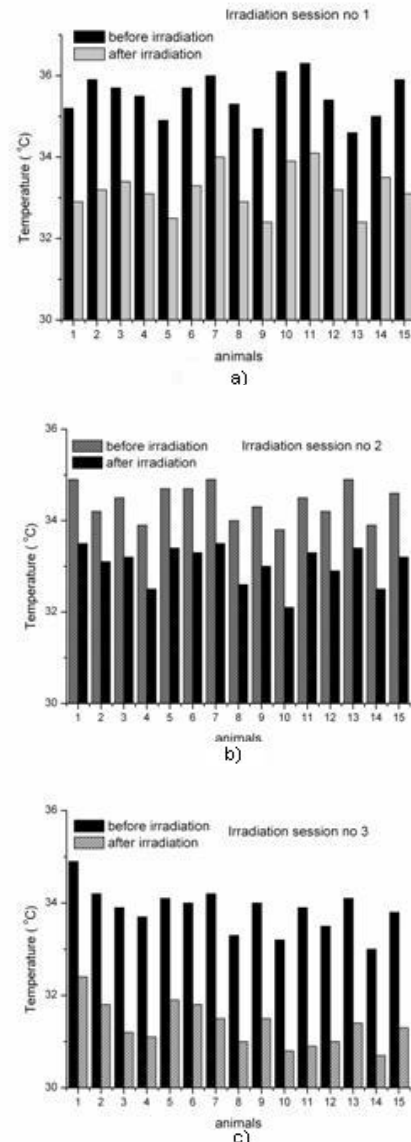 Irradiation session no 1
before irradiation
after irradiation
36
34
32
30
Temperature ( °C)
1 2 3 4 5 6 7 8 9 10 11 12 13 14 15
animals
a)
36
before irradiation
Irradiation session no 2
after irradiation
34
32
30
Temperature ( °C)
1 2 3 4 5 6 7 8 9 10 11 12 13 14 15
animals
b)
36
before irradiation
Irradiation session no 3
after irradiation
34
32
30
Temperature ( °C)
1 2 3 4 5 6 7 8 9 10 11 12 13 14 15
animals
c)